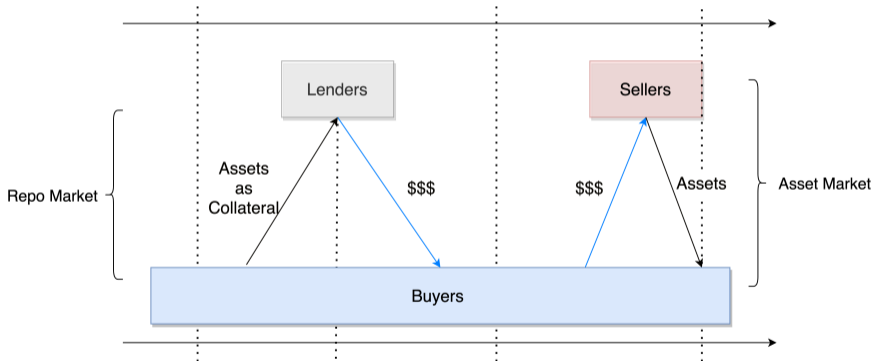 Lenders
Sellers
Assets
as
Collateral
$$$
$$$
Assets
Repo Market
Asset Market
Buyers